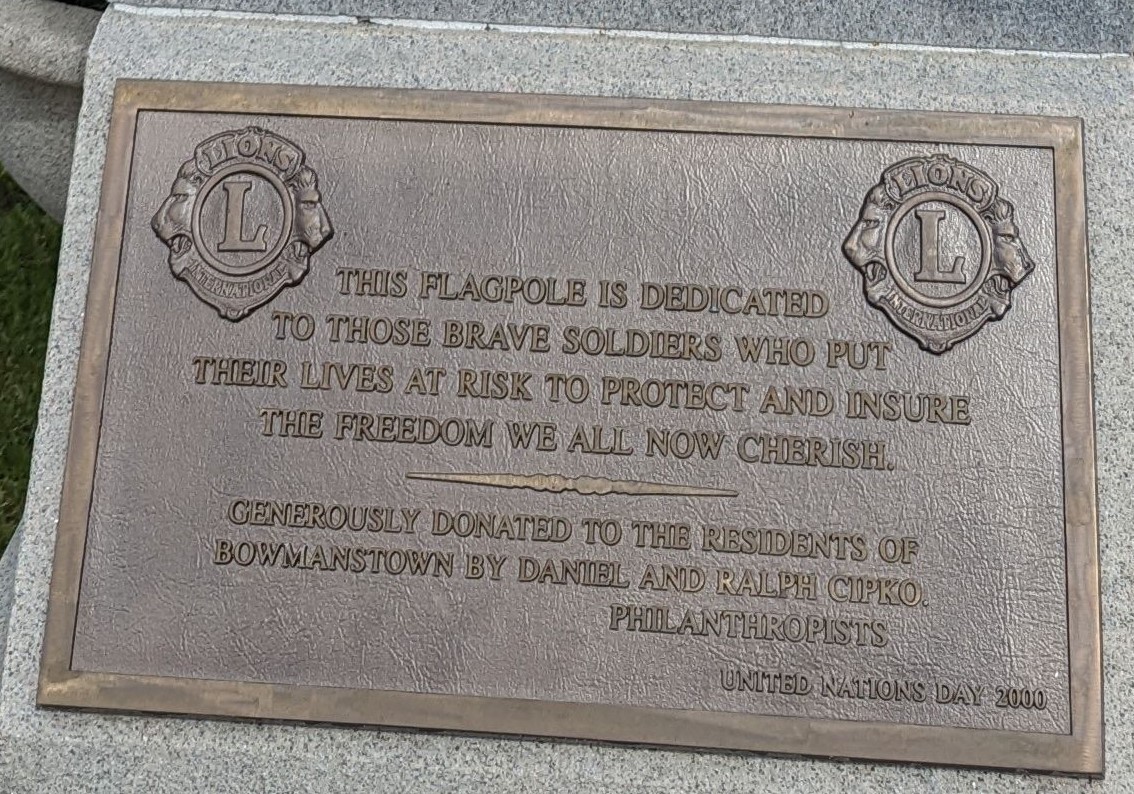 LIONS
L
INTERNATIONAL
LIONS
L
INTERNATIONAL
THIS FLAGPOLE IS DEDICATED
TO THOSE BRAVE SOLDIERS WHO PUT
THEIR LIVES AT RISK TO PROTECT AND INSURE
THE FREEDOM WE ALL NOW CHERISH.
GENEROUSLY DONATED TO THE RESIDENTS OF
BOWMANSTOWN BY DANIEL AND RALPH CIPKO.
PHILANTHROPISTS
UNITED NATIONS DAY 2000